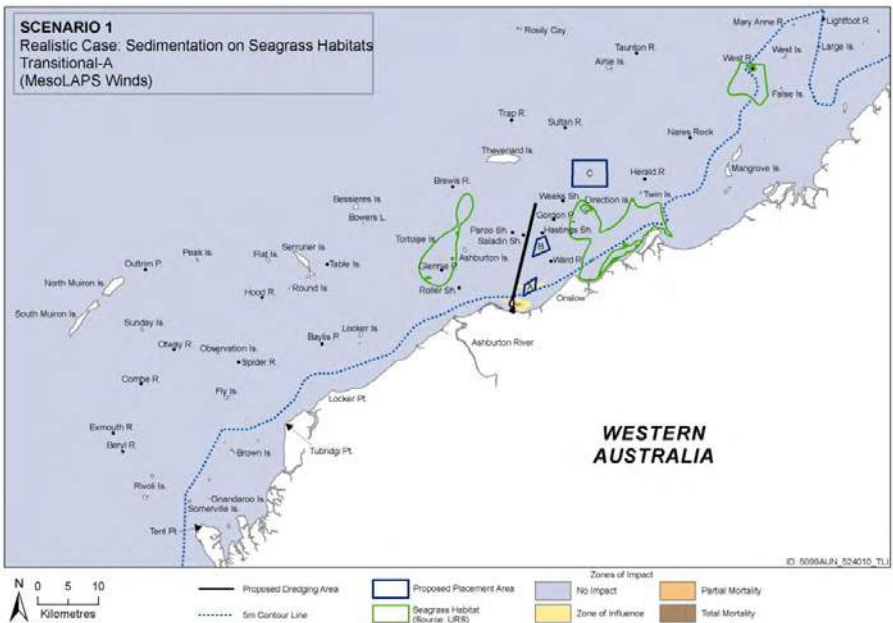 SCENARIO 1
Realistic Case: Sedimentation on Seagrass Habitats
Transitional-A
(MesoLAPS Winds)
Rosily Cay
Mary Anne R.
Lightfoot R.
Taunton R.
Airlie Is.
West Is.
Large Is.
West R.
False Is.
Trap R.
Sultan R.
Nares Rock
Thevenard Is.
Mangrove Is.
C
Herald R.
Brewis R.
Twin Is.
Weeks Sh.
Direction Is.
Bessieres Is.
Bowers L.
Gorgon P.
Paroo Sh.
Hastings Sh.
Saladin Sh.
B
Tortoise Is.
Ashburton Is.
Ward R.
Serrurier Is.
Peak Is.
Flat Is.
Table Is.
Glennie P.
Outtrim P.
North Muiron Is.
Round Is.
Roller Sh.
A
Hood R.
Onslow
South Muiron Is.
Sunday Is.
Locker Is.
Baylis P.
Ashburton River
Otway R.
Observation Is.
Spider R.
Combe R.
Fly Is.
Locker Pt.
Exmouth R.
Beryl R.
Brown Is.
Tubridgi Pt.
WESTERN
AUSTRALIA
Rivoli Is.
Gnandaroo Is.
Somerville Is.
Tent Pt
ID 5099AUN_524010_TLI
N
0 5 10
Kilometres
Proposed Dredging Area
5m Contour Line
Proposed Placement Area
Seagrass Habitat
(Source: URS)
Zones of Impact
No Impact
Zone of Influence
Partial Mortality
Total Mortality